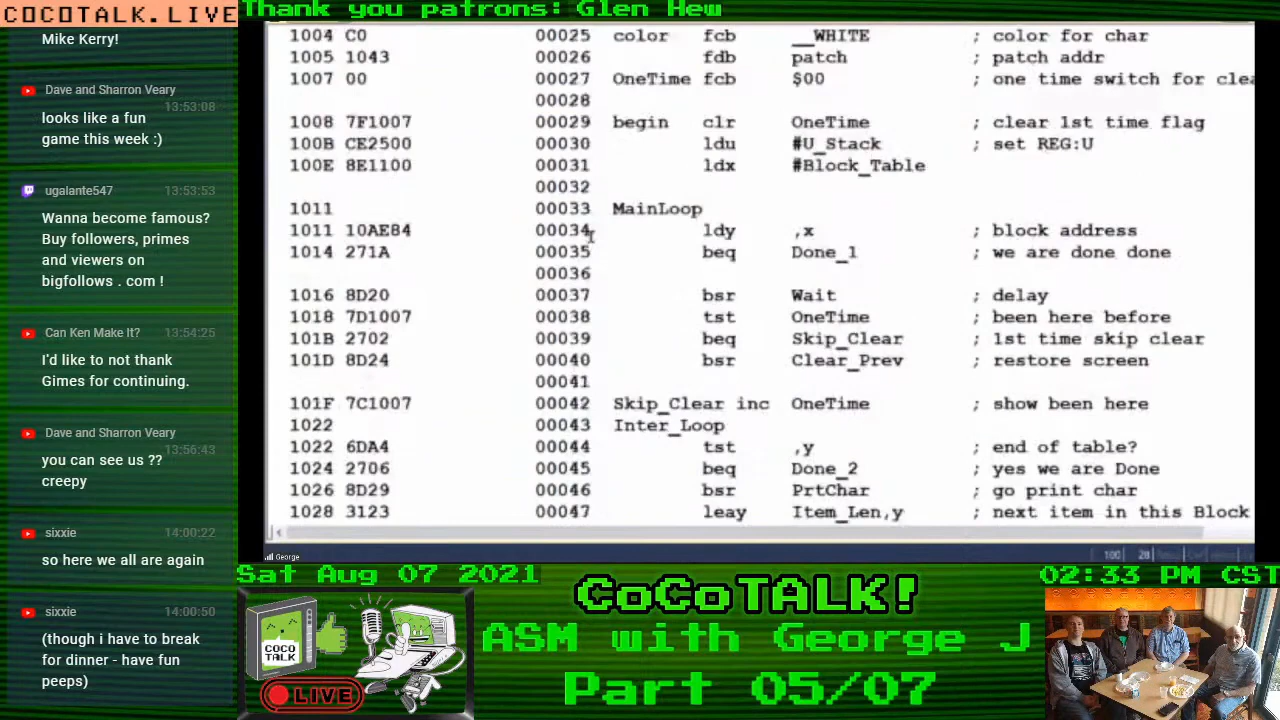 COCOTALK.LIVE
Thank you patrons: Glen Hew
Mike Kerry!
Dave and Sharron Veary
13:53:08
looks like a fun
game this week :)
ugalante547
13:53:53
Wanna become famous?
Buy followers, primes
and viewers on
bigfollows . com !
Can Ken Make It?
13:54:25
I'd like to not thank
Gimes for continuing.
Dave and Sharron Veary
13:56:43
you can see us ??
creepy
sixxie
14:00:22
so here we all are again
sixxie
14:00:50
(though i have to break
for dinner - have fun
peeps)
1004 C0 00025 color fcb __WHITE ; color for char
1005 1043 00026 fdb patch ; patch addr
1007 00 00027 OneTime fcb $00 ; one time switch for clea
00028
1008 7F1007 00029 begin clr OneTime ; clear 1st time flag
100B CE2500 00030 ldu #U_Stack ; set REG:U
100E 8E1100 00031 ldx #Block_Table
00032
1011 00033 MainLoop
1011 10AE84 00034 ldy ,x ; block address
1014 271A 00035 beq Done_1 ; we are done done
00036
1016 8D20 00037 bsr Wait ; delay
1018 7D1007 00038 tst OneTime ; been here before
101B 2702 00039 beq Skip_Clear ; 1st time skip clear
101D 8D24 00040 bsr Clear_Prev ; restore screen
00041
101F 7C1007 00042 Skip_Clear inc OneTime ; show been here
1022 00043 Inter_Loop
1022 6DA4 00044 tst ,y ; end of table?
1024 2706 00045 beq Done_2 ; yes we are Done
1026 8D29 00046 bsr PrtChar ; go print char
1028 3123 00047 leay Item_Len,y ; next item in this Block
George
100 28
Sat Aug 07 2021
CoCoTALK!
02:33 PM CST
COCO
TALK
LIVE
ASM with George J
Part 05/07